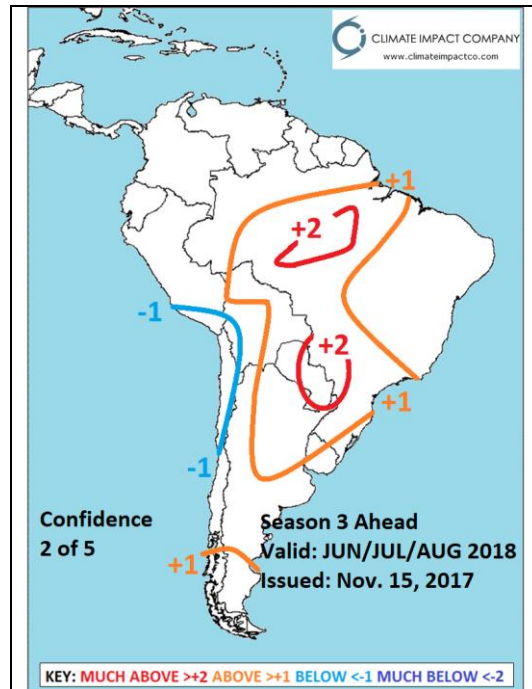 CLIMATE IMPACT COMPANY
www.climateimpactco.com
+1
+2
-1
+2
+1
-1
Confidence
2 of 5
Season 3 Ahead
Valid: JUN/JUL/AUG 2018
Issued: Nov. 15, 2017
+1
KEY: MUCH ABOVE >+2 ABOVE >+1 BELOW <-1 MUCH BELOW <-2